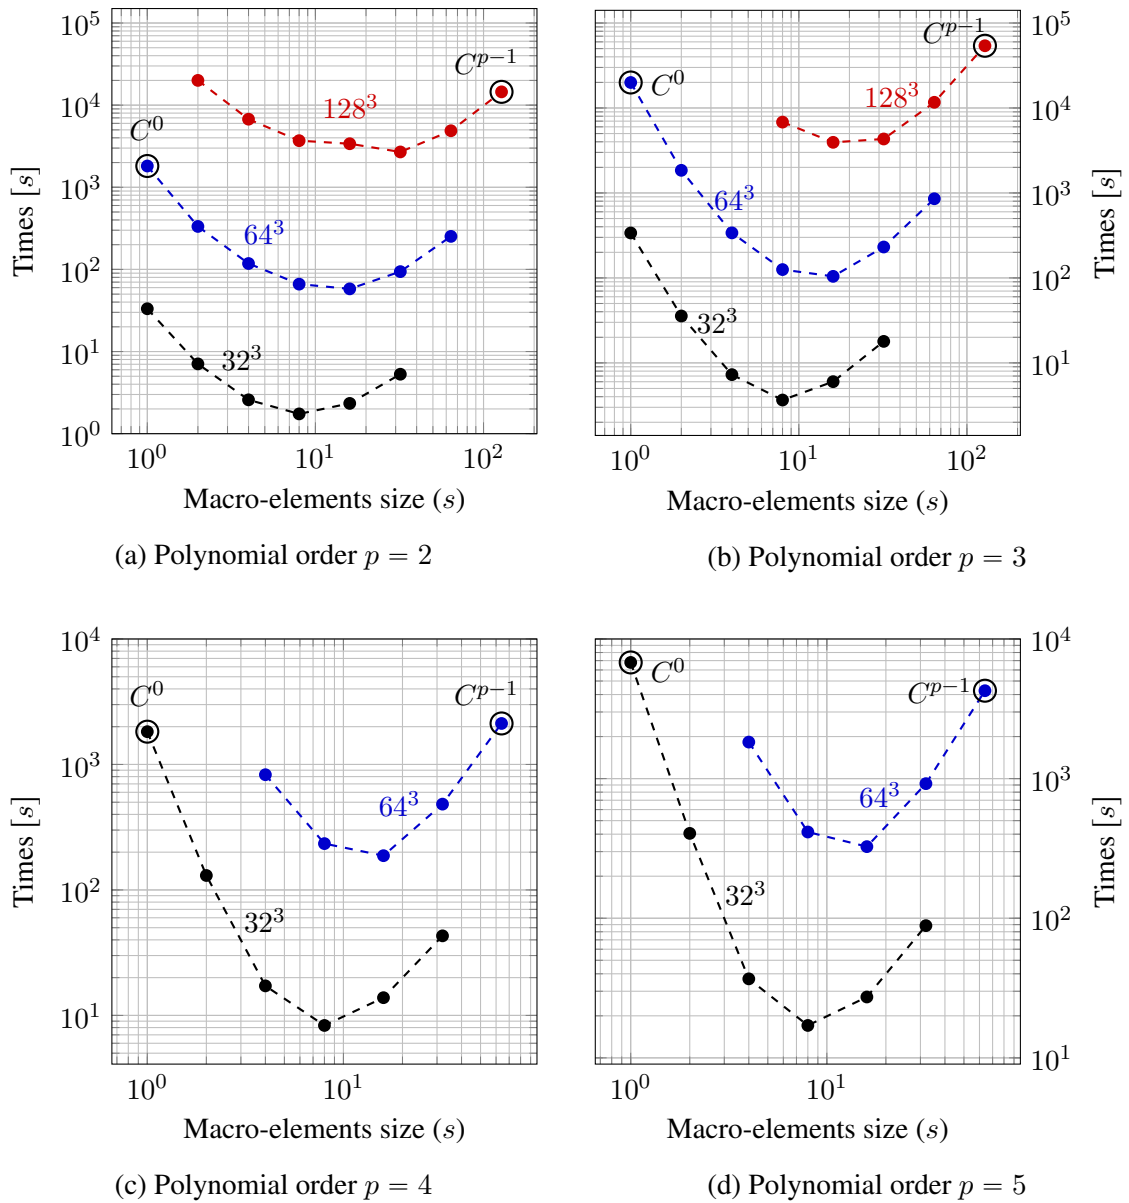 10^5
10^4
10^3
10^2
10^1
10^0
Times [s]
C^0
C^{p−1}
128^3
64^3
32^3
10^0
10^1
10^2
Macro-elements size (s)
(a) Polynomial order p = 2
C^0
C^{p−1}
128^3
64^3
32^3
10^5
10^4
10^3
10^2
10^1
Times [s]
10^0
10^1
10^2
Macro-elements size (s)
(b) Polynomial order p = 3
10^4
10^3
10^2
10^1
Times [s]
C^0
C^{p−1}
64^3
32^3
10^0
10^1
Macro-elements size (s)
(c) Polynomial order p = 4
C^0
C^{p−1}
64^3
32^3
10^4
10^3
10^2
10^1
Times [s]
10^0
10^1
Macro-elements size (s)
(d) Polynomial order p = 5